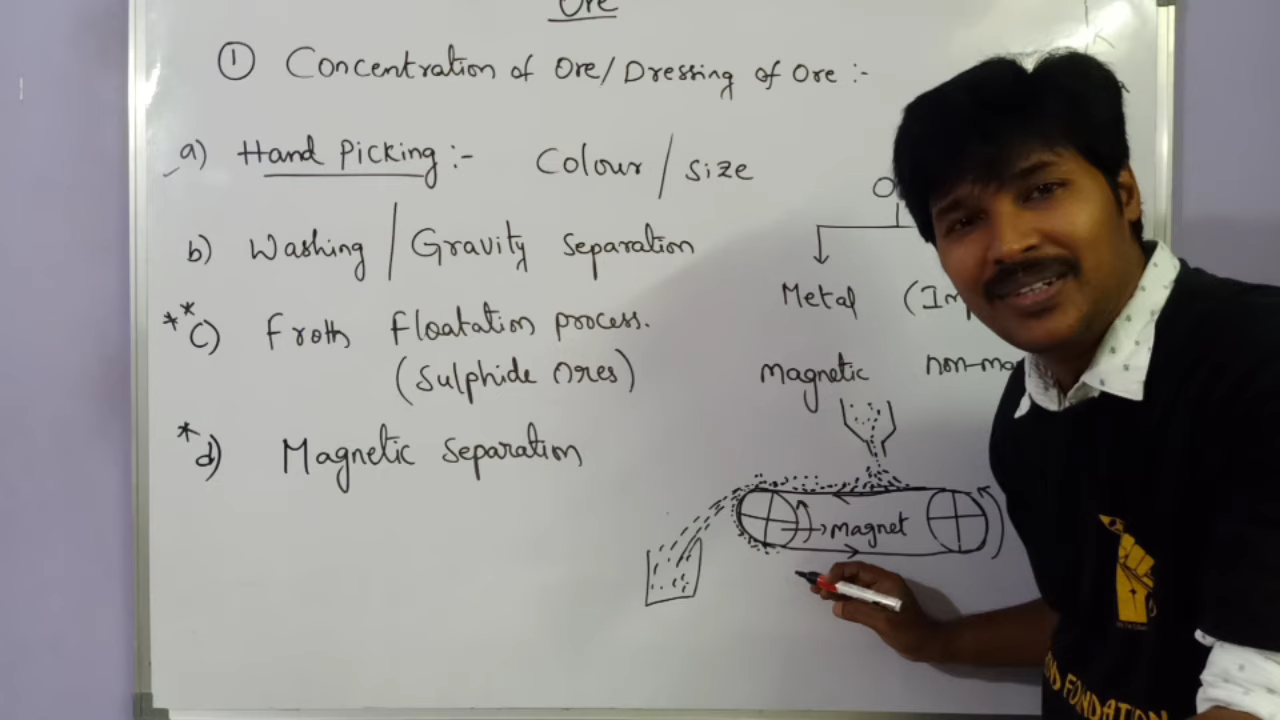 Ore
① Concentration of Ore/Dressing of Ore :-
a) Hand Picking :- Colour / size
b) Washing / Gravity separation
**c) Froth Floatation process.
(Sulphide ores)
*d) Magnetic separation
Metal
magnetic
magnet
FOUNDATION